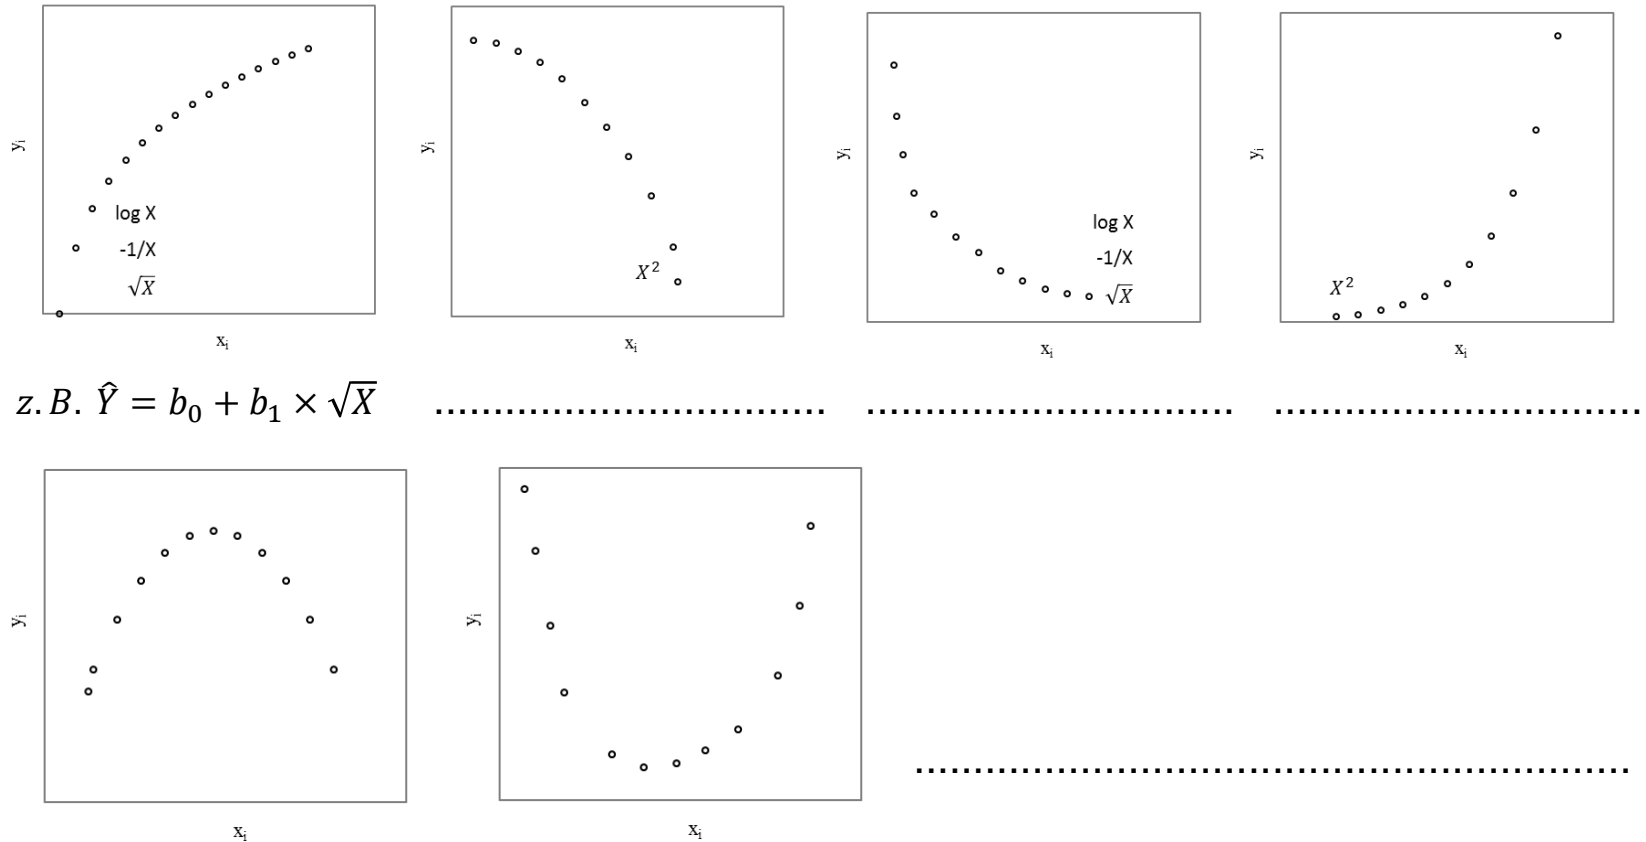 yᵢ
log X
-1/X
√X
xᵢ
yᵢ
X²
xᵢ
yᵢ
log X
-1/X
√X
xᵢ
yᵢ
X²
xᵢ
z. B. Ŷ = b₀ + b₁ × √X
................................
..............................
..............................
yᵢ
xᵢ
yᵢ
xᵢ
............................................................